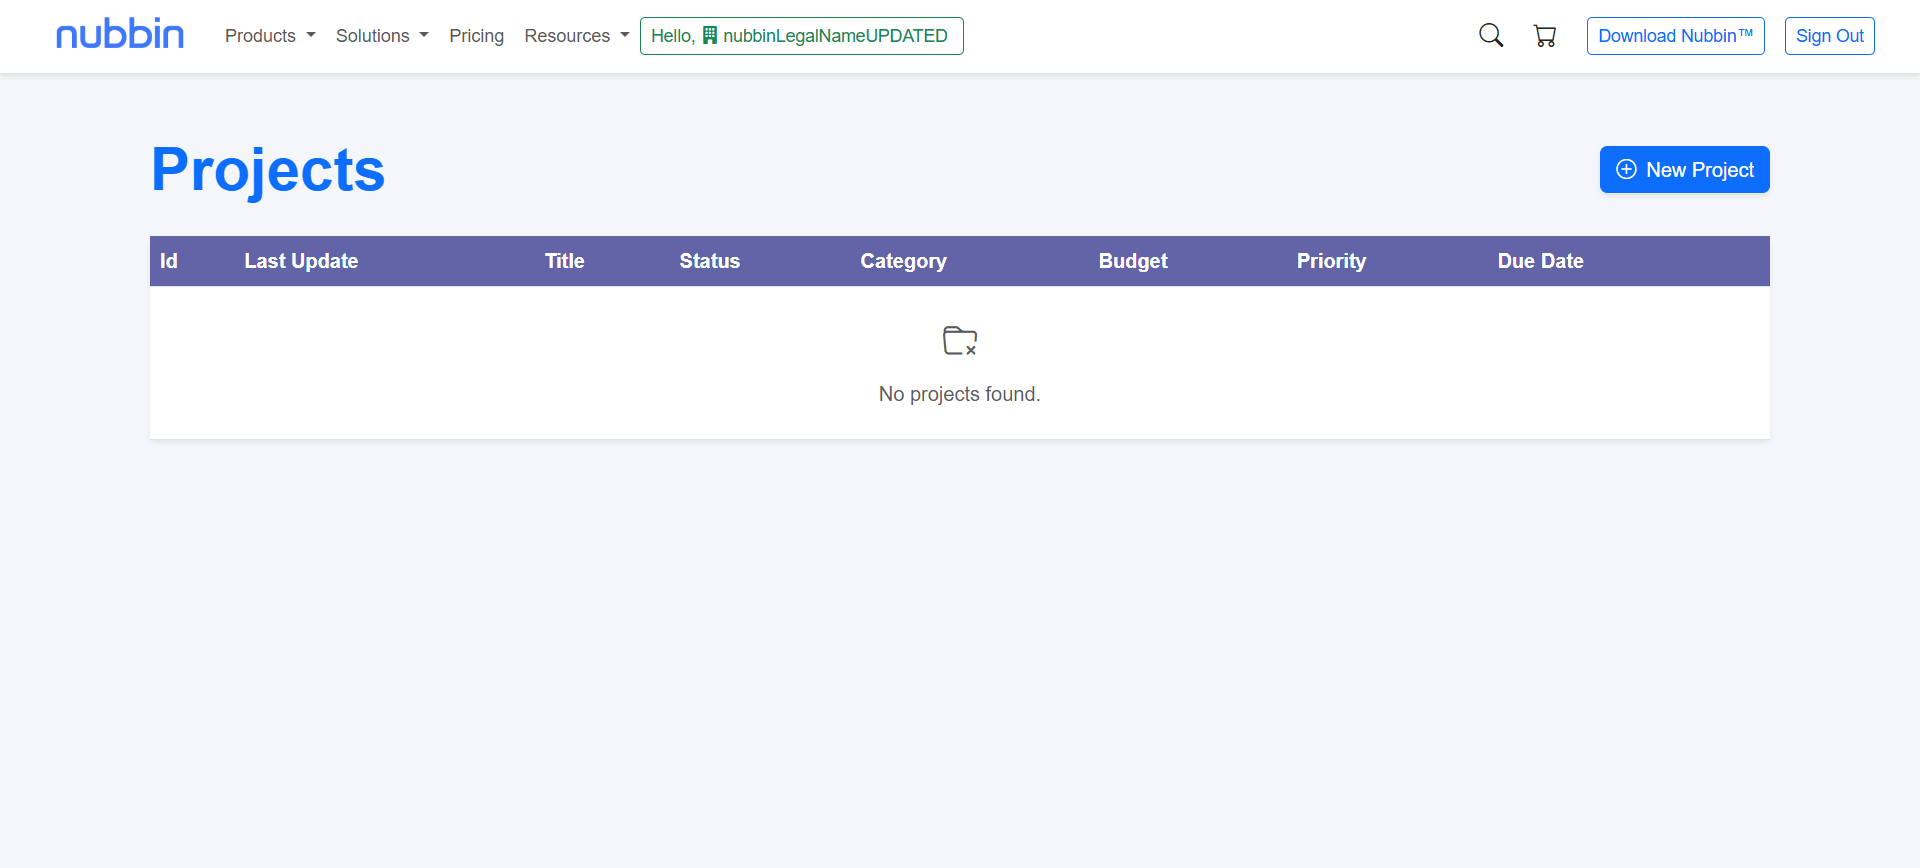 nubbin Products Solutions Pricing Resources Hello, nubbinLegalNameUPDATED Download Nubbin™ Sign Out
Projects
New Project
Id Last Update Title Status Category Budget Priority Due Date
No projects found.